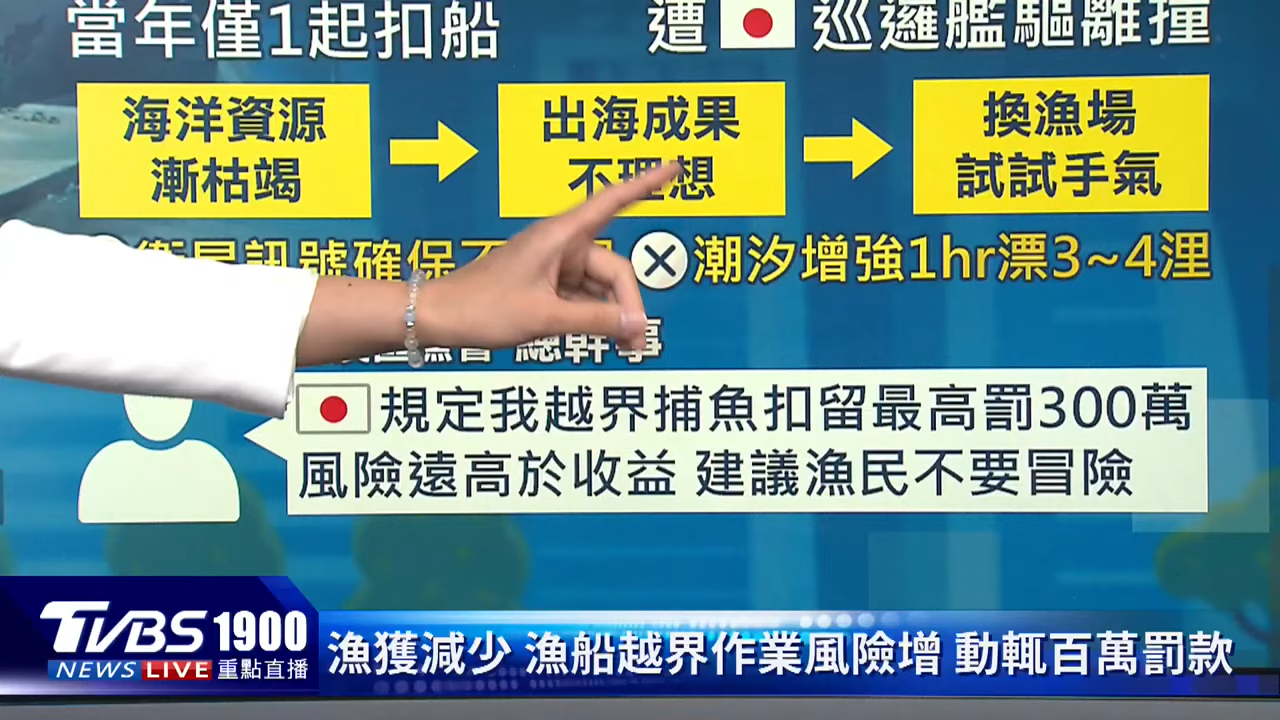 當年僅1起扣船
遭 巡邏艦驅離撞
海洋資源
漸枯竭
出海成果
不理想
換漁場
試試手氣
訊號確保不
潮汐增強1hr漂3~4浬
總幹事
規定我越界捕魚扣留最高罰300萬
風險遠高於收益 建議漁民不要冒險
TVBS 1900
NEWS LIVE 重點直播
漁獲減少 漁船越界作業風險增 動輒百萬罰款